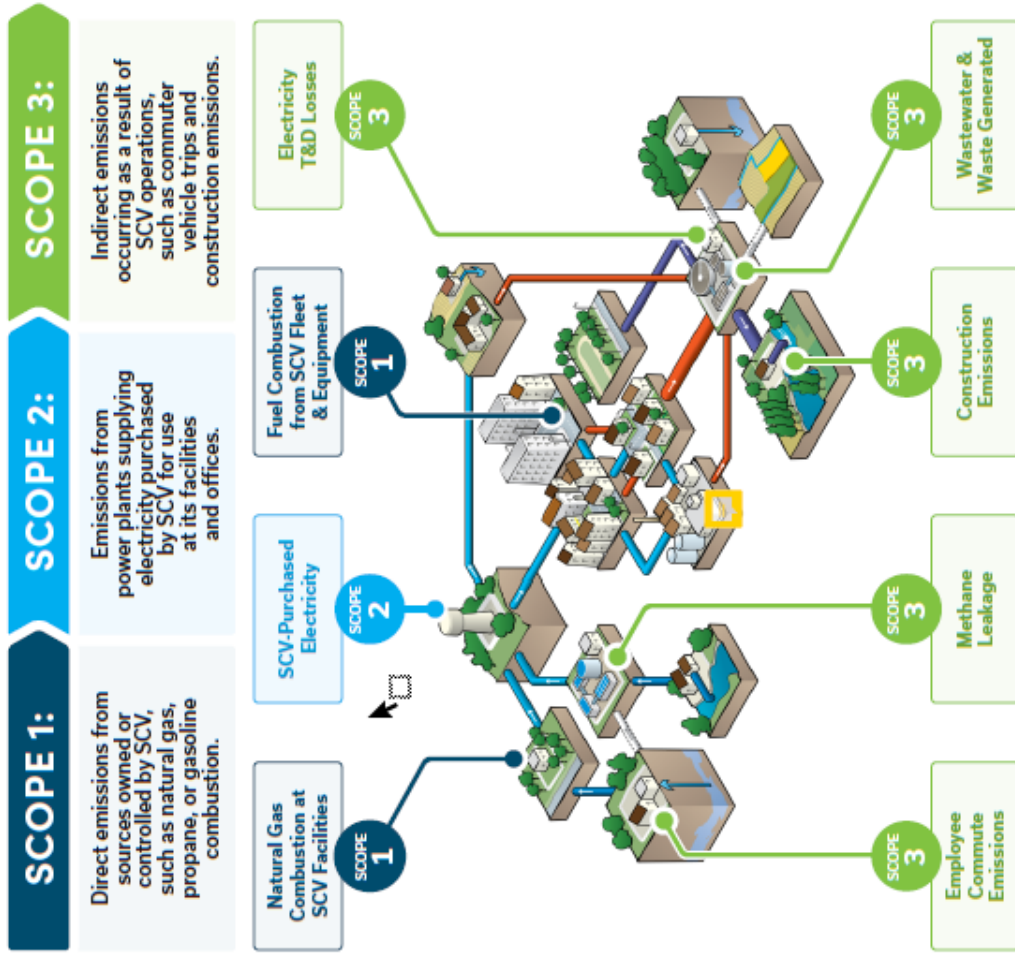 SCOPE 1:
Direct emissions from
sources owned or
controlled by SCV,
such as natural gas,
propane, or gasoline
combustion.
SCOPE 2:
Emissions from
power plants supplying
electricity purchased
by SCV for use
at its facilities
and offices.
SCOPE 3:
Indirect emissions
occurring as a result of
SCV operations,
such as commuter
vehicle trips and
construction emissions.
Natural Gas
Combustion at
SCV Facilities
SCOPE
1
SCV-Purchased
Electricity
SCOPE
2
Fuel Combustion
from SCV Fleet
& Equipment
SCOPE
1
Electricity
T&D Losses
SCOPE
3
SCOPE
3
Employee
Commute
Emissions
SCOPE
3
Methane
Leakage
SCOPE
3
Construction
Emissions
SCOPE
3
Wastewater &
Waste Generated